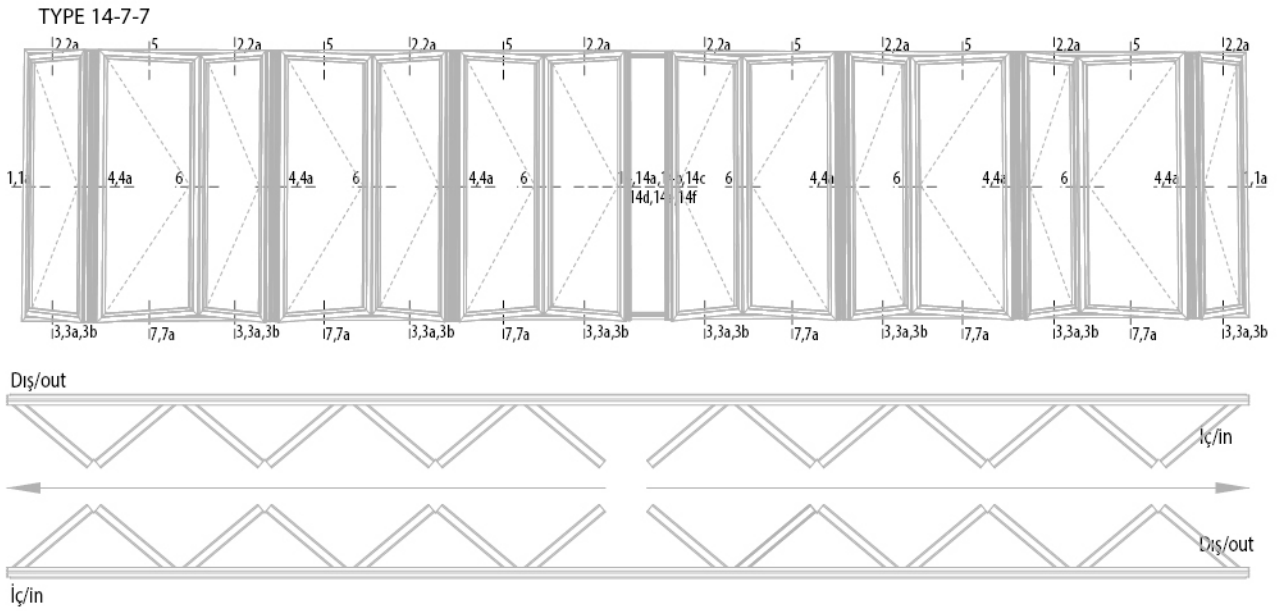 TYPE 14-7-7
2,2a 5 2,2a 5 2,2a 5 2,2a 2,2a 5 2,2a 5 2,2a 5 2,2a
1,1a 4,4a 6 4,4a 6 4,4a 6 14,14a,14b,14c 6 4,4a 4,4a 6 4,4a 1,1a
14d,14e,14f
3,3a,3b 7,7a 3,3a,3b 7,7a 3,3a,3b 7,7a 3,3a,3b 3,3a,3b 7,7a 3,3a,3b 7,7a 3,3a,3b 7,7a 3,3a,3b
Dış/out
İç/in
Dış/out
İç/in